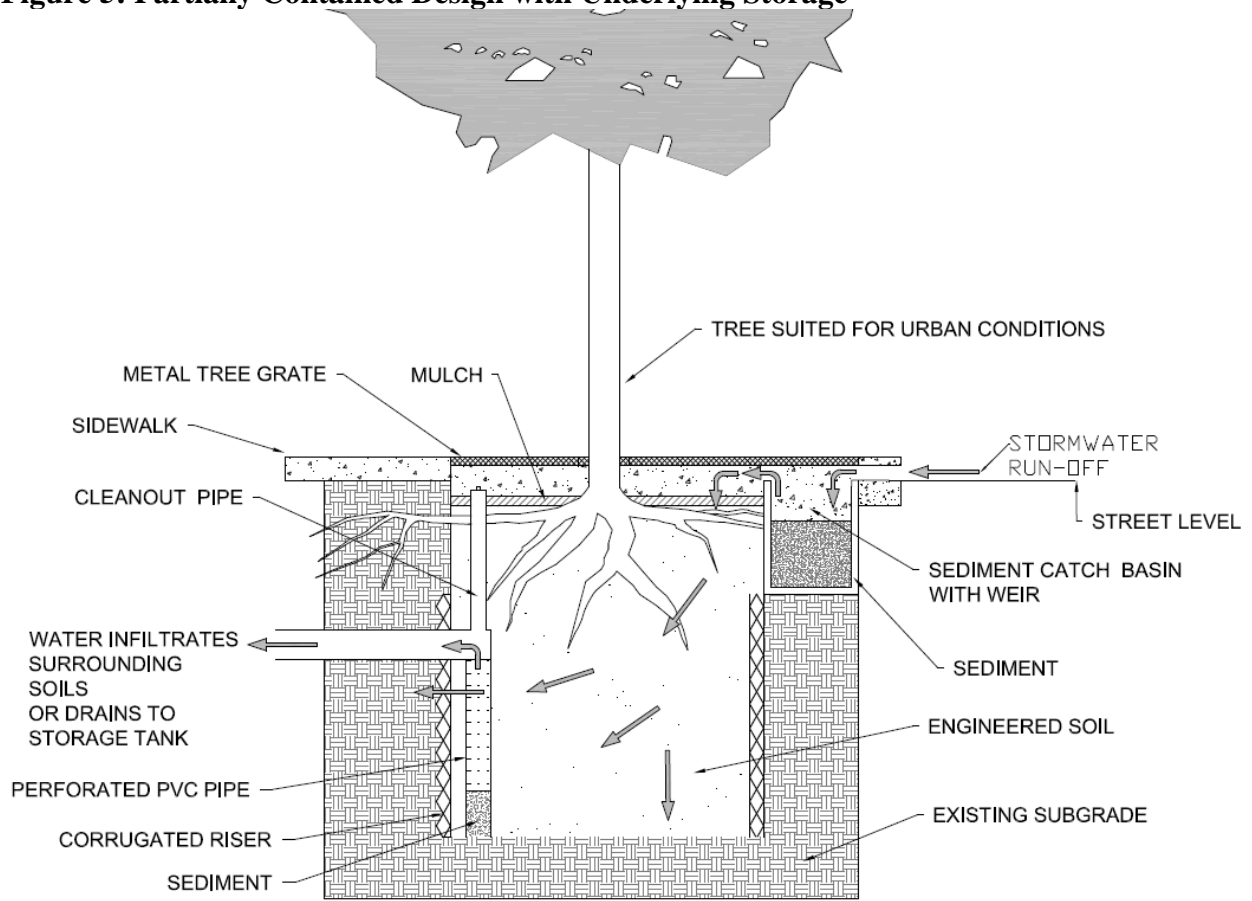 Figure 3: Partially Contained Design with Underlying Storage
TREE SUITED FOR URBAN CONDITIONS
METAL TREE GRATE
MULCH
SIDEWALK
STORMWATER
RUN-OFF
CLEANOUT PIPE
STREET LEVEL
SEDIMENT CATCH BASIN
WITH WEIR
WATER INFILTRATES
SURROUNDING
SOILS
OR DRAINS TO
STORAGE TANK
SEDIMENT
ENGINEERED SOIL
PERFORATED PVC PIPE
EXISTING SUBGRADE
CORRUGATED RISER
SEDIMENT